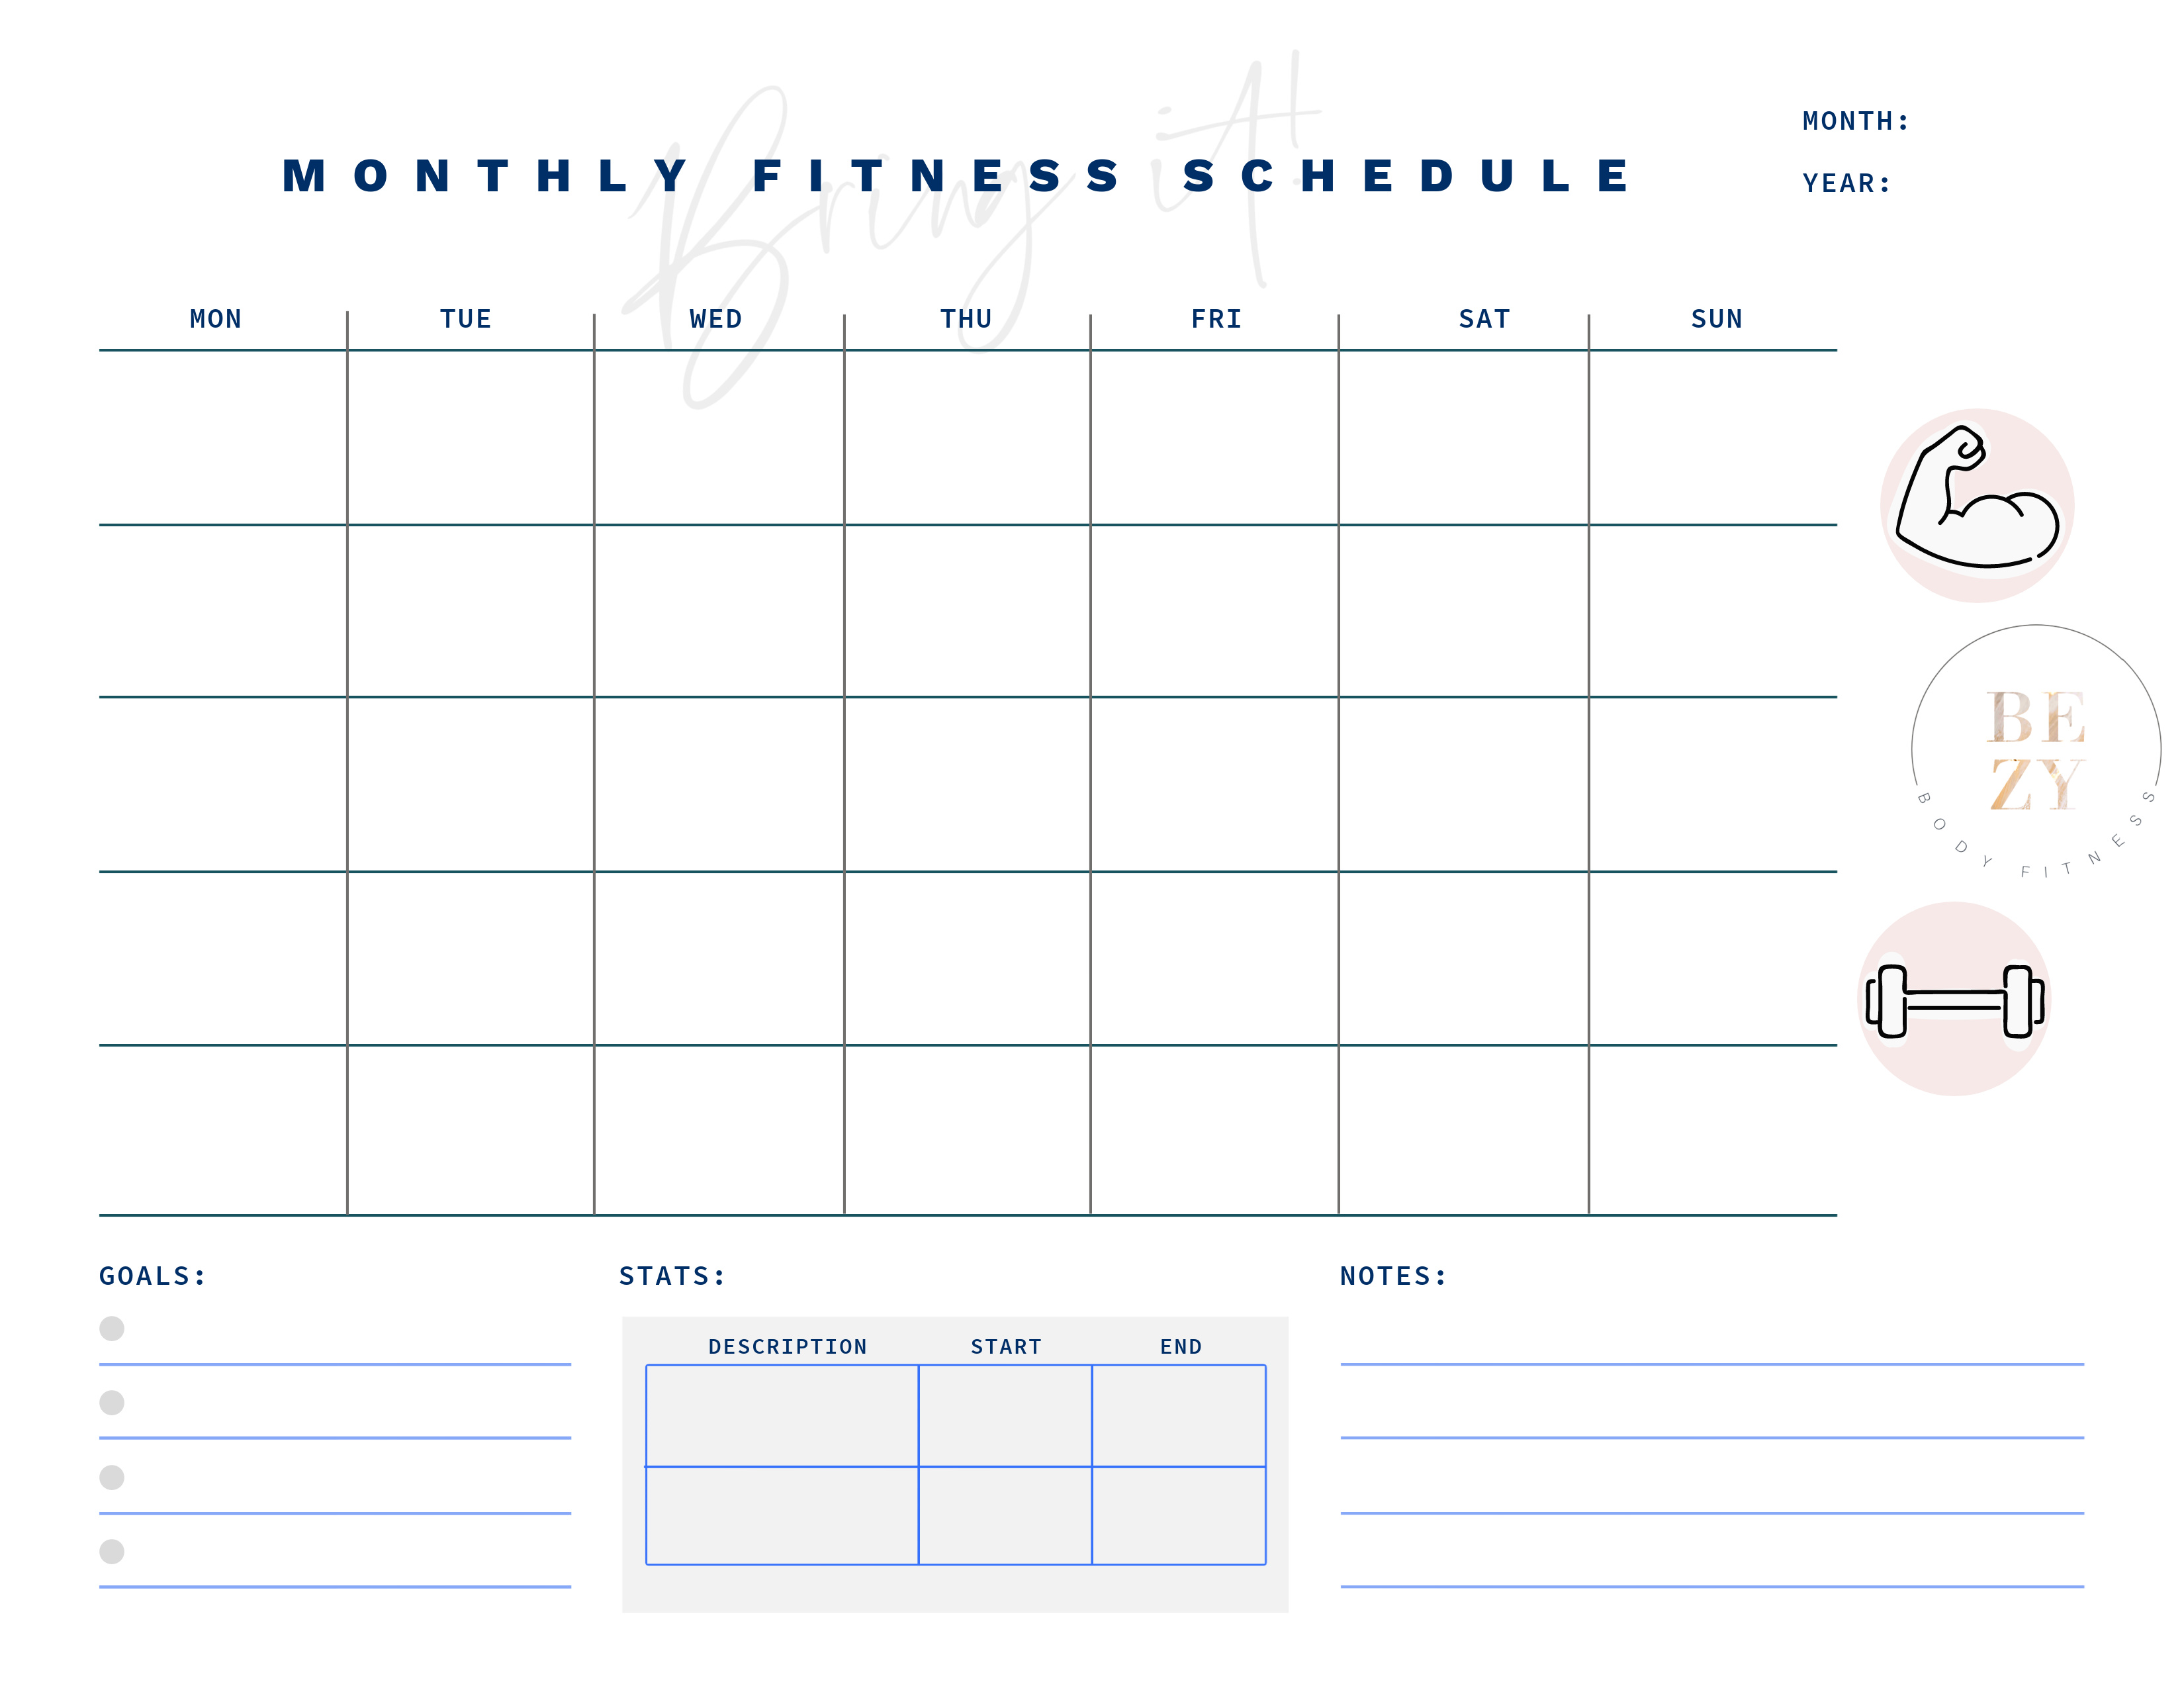 Bring it!
MONTHLY FITNESS SCHEDULE
MONTH:
YEAR:
MON TUE WED THU FRI SAT SUN
BE
ZY
BODY FITNESS
GOALS:
STATS:
NOTES:
DESCRIPTION START END